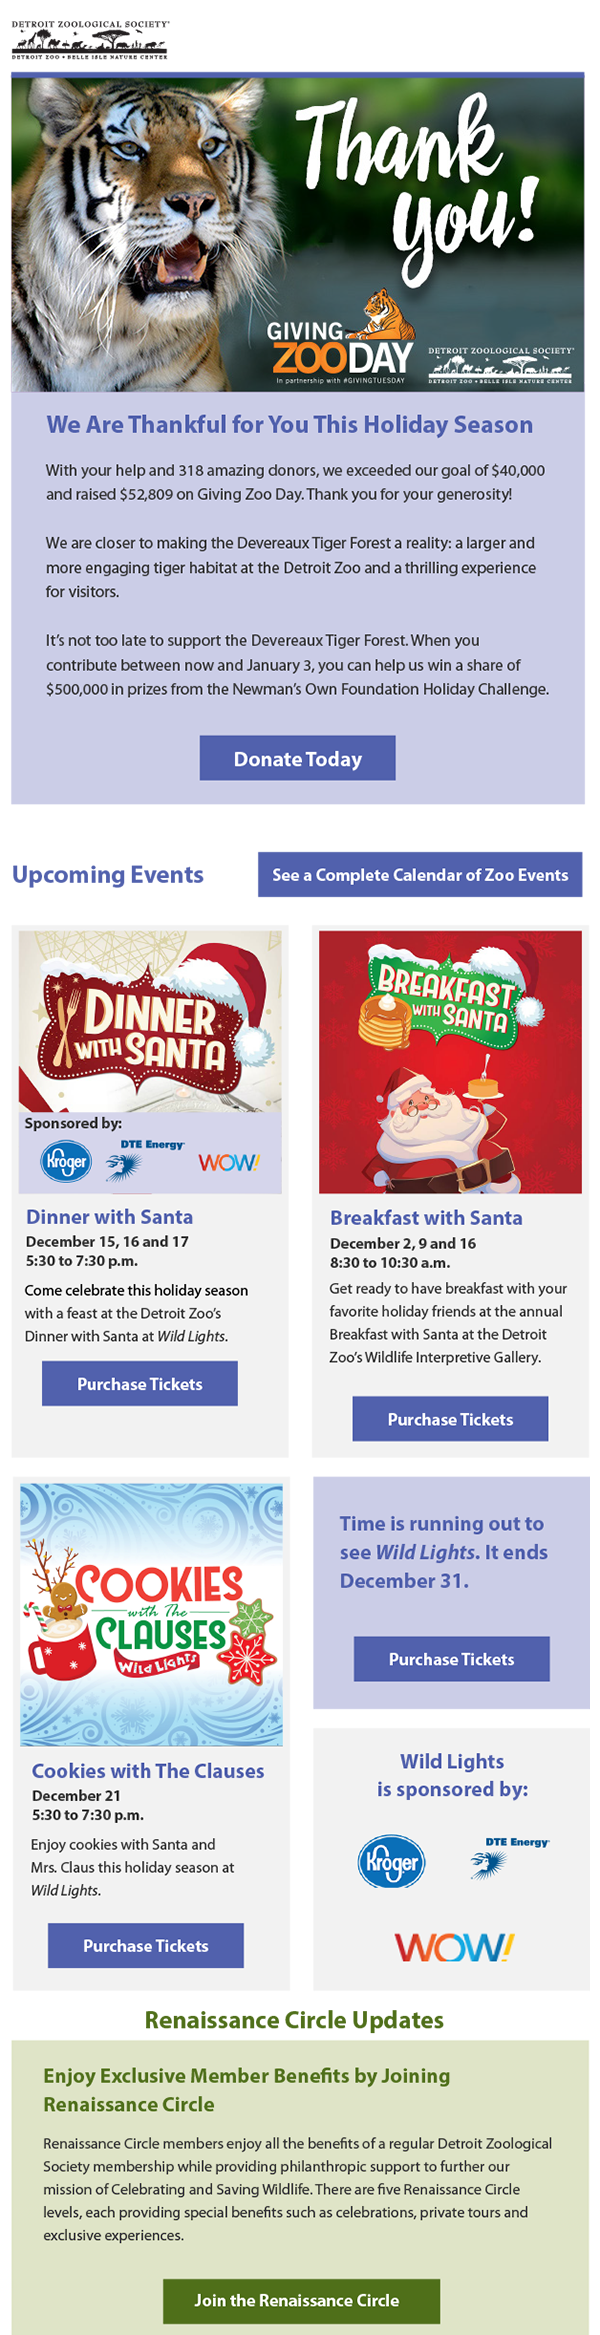 DETROIT ZOOLOGICAL SOCIETY
DETROIT ZOO • BELLE ISLE NATURE CENTER
Thank
you!
GIVING
ZOODAY
In partnership with #GIVINGTUESDAY
DETROIT ZOOLOGICAL SOCIETY
DETROIT ZOO • BELLE ISLE NATURE CENTER
We Are Thankful for You This Holiday Season
With your help and 318 amazing donors, we exceeded our goal of $40,000
and raised $52,809 on Giving Zoo Day. Thank you for your generosity!
We are closer to making the Devereaux Tiger Forest a reality: a larger and
more engaging tiger habitat at the Detroit Zoo and a thrilling experience
for visitors.
It's not too late to support the Devereaux Tiger Forest. When you
contribute between now and January 3, you can help us win a share of
$500,000 in prizes from the Newman's Own Foundation Holiday Challenge.
Donate Today
Upcoming Events
See a Complete Calendar of Zoo Events
DINNER
WITH SANTA
Sponsored by:
Kroger
DTE Energy
WOW!
Dinner with Santa
December 15, 16 and 17
5:30 to 7:30 p.m.
Come celebrate this holiday season
with a feast at the Detroit Zoo's
Dinner with Santa at Wild Lights.
Purchase Tickets
BREAKFAST
WITH SANTA
Breakfast with Santa
December 2, 9 and 16
8:30 to 10:30 a.m.
Get ready to have breakfast with your
favorite holiday friends at the annual
Breakfast with Santa at the Detroit
Zoo's Wildlife Interpretive Gallery.
Purchase Tickets
COOKIES
with The
CLAUSES
Wild Lights
Cookies with The Clauses
December 21
5:30 to 7:30 p.m.
Enjoy cookies with Santa and
Mrs. Claus this holiday season at
Wild Lights.
Purchase Tickets
Time is running out to
see Wild Lights. It ends
December 31.
Purchase Tickets
Wild Lights
is sponsored by:
Kroger
DTE Energy
WOW!
Renaissance Circle Updates
Enjoy Exclusive Member Benefits by Joining
Renaissance Circle
Renaissance Circle members enjoy all the benefits of a regular Detroit Zoological
Society membership while providing philanthropic support to further our
mission of Celebrating and Saving Wildlife. There are five Renaissance Circle
levels, each providing special benefits such as celebrations, private tours and
exclusive experiences.
Join the Renaissance Circle